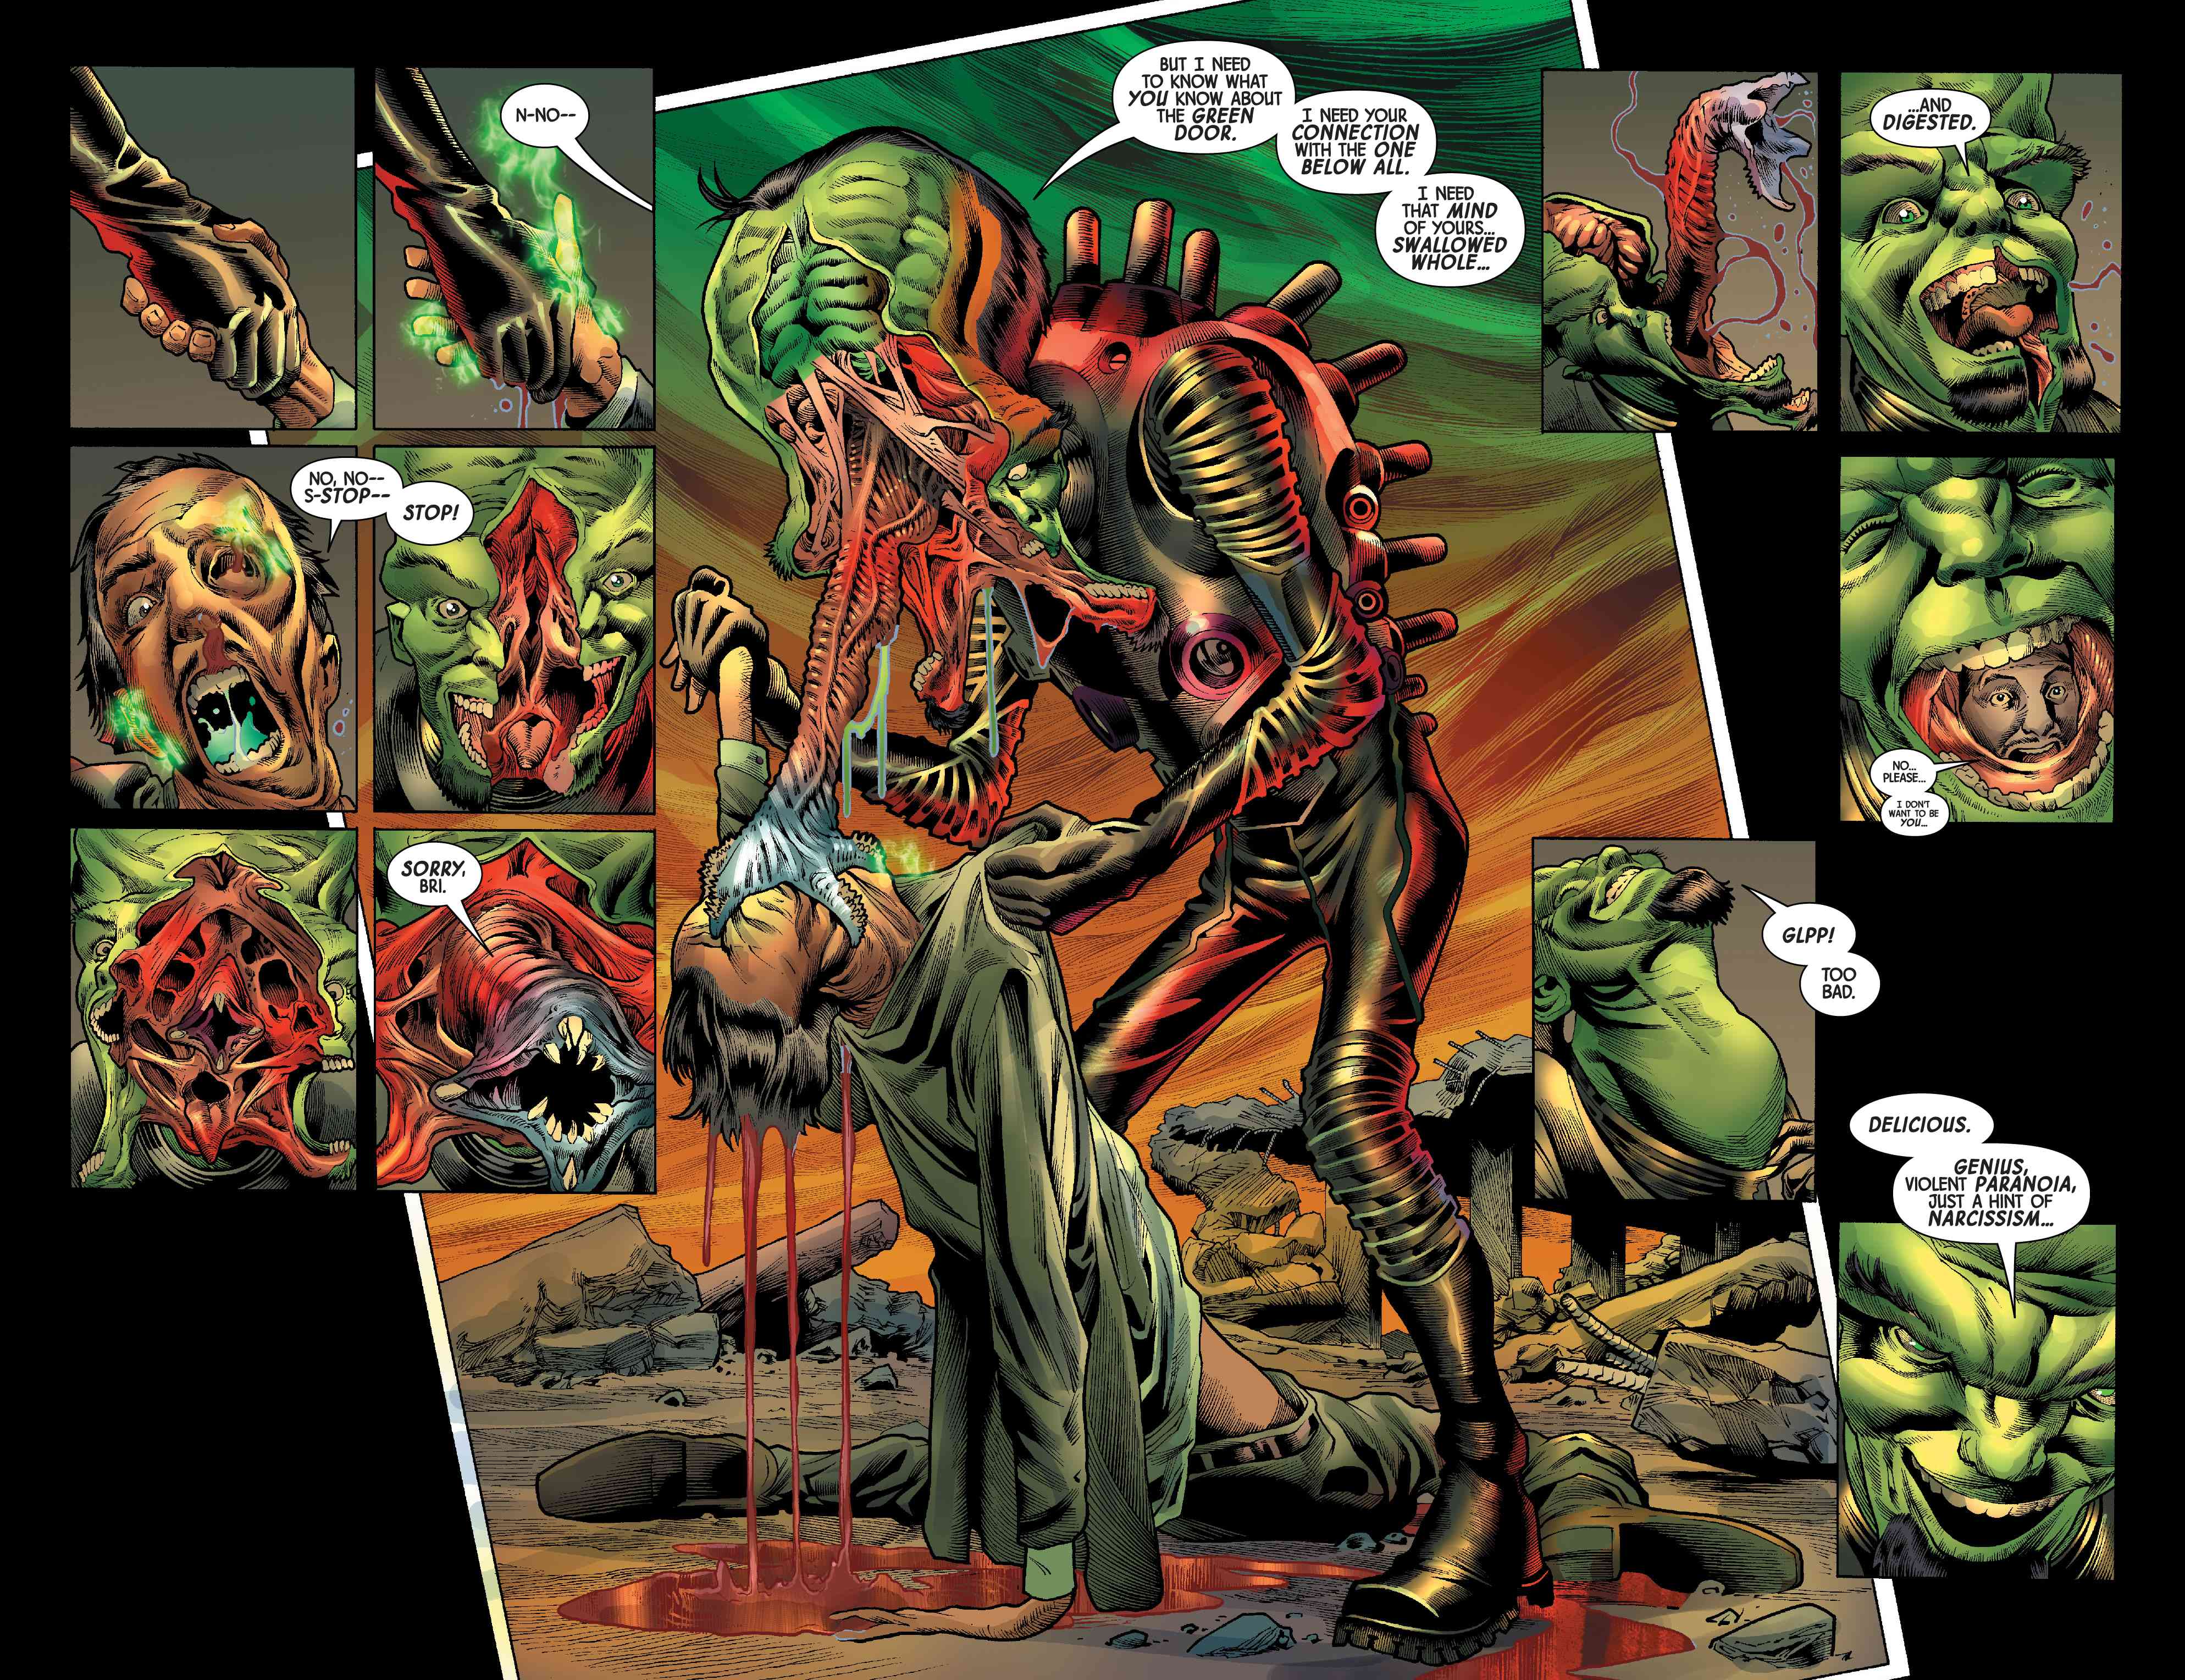 N-NO--
NO, NO--
S-STOP--
STOP!
SORRY,
BRI.
BUT I NEED
TO KNOW WHAT
YOU KNOW ABOUT
THE GREEN
DOOR.
I NEED YOUR
CONNECTION
WITH THE ONE
BELOW ALL.
I NEED
THAT MIND
OF YOURS...
SWALLOWED
WHOLE...
...AND
DIGESTED.
NO...
PLEASE...
I DON'T
WANT TO BE
YOU...
GLPP!
TOO
BAD.
DELICIOUS.
GENIUS,
VIOLENT PARANOIA,
JUST A HINT OF
NARCISSISM...